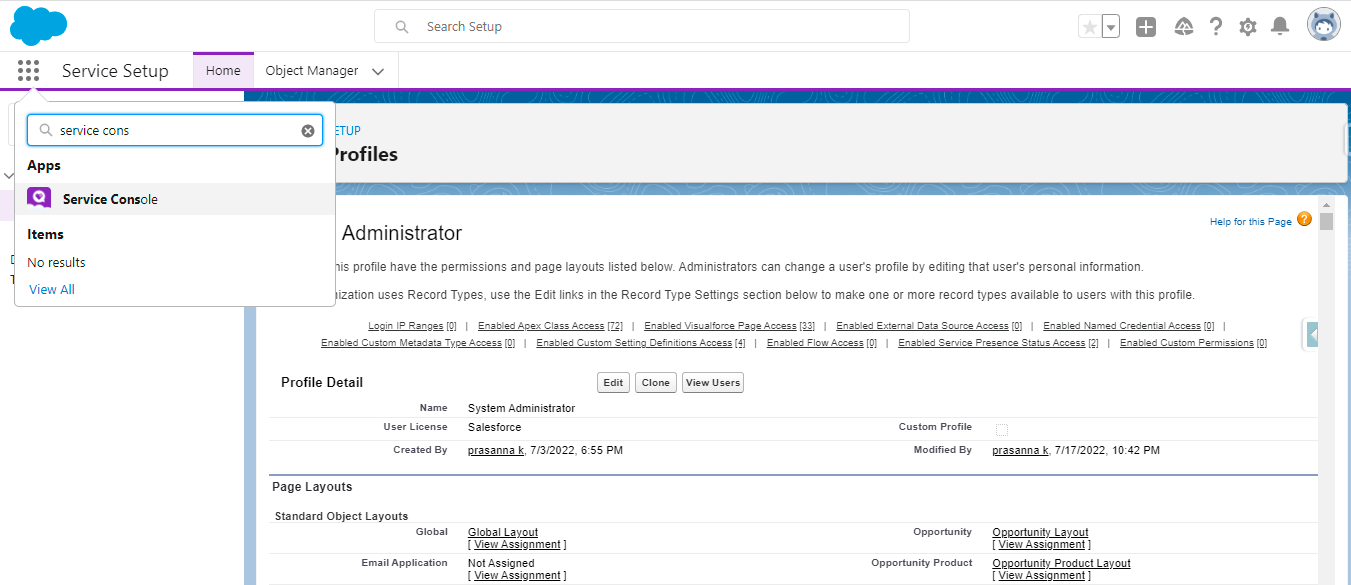 Search Setup
Service Setup
Home
Object Manager
service cons
Apps
Service Console
Items
No results
View All
ETUP
Profiles
Help for this Page
?
Administrator
his profile have the permissions and page layouts listed below. Administrators can change a user's profile by editing that user's personal information.
nization uses Record Types, use the Edit links in the Record Type Settings section below to make one or more record types available to users with this profile.
Login IP Ranges [0] | Enabled Apex Class Access [72] | Enabled Visualforce Page Access [33] | Enabled External Data Source Access [0] | Enabled Named Credential Access [0] |
Enabled Custom Metadata Type Access [0] | Enabled Custom Setting Definitions Access [4] | Enabled Flow Access [0] | Enabled Service Presence Status Access [2] | Enabled Custom Permissions [0]
Profile Detail Edit Clone View Users
Name System Administrator
User License Salesforce Custom Profile
Created By prasanna k, 7/3/2022, 6:55 PM Modified By prasanna k, 7/17/2022, 10:42 PM
Page Layouts
Standard Object Layouts
Global Global Layout Opportunity Opportunity Layout
[ View Assignment ] [ View Assignment ]
Email Application Not Assigned Opportunity Product Opportunity Product Layout
[ View Assignment ] [ View Assignment ]